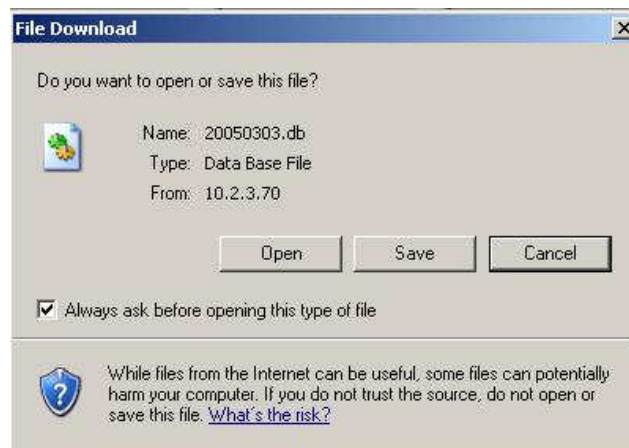 File Download
Do you want to open or save this file?
Name: 20050303.db
Type: Data Base File
From: 10.2.3.70
Open Save Cancel
Always ask before opening this type of file
While files from the Internet can be useful, some files can potentially
harm your computer. If you do not trust the source, do not open or
save this file. What's the risk?